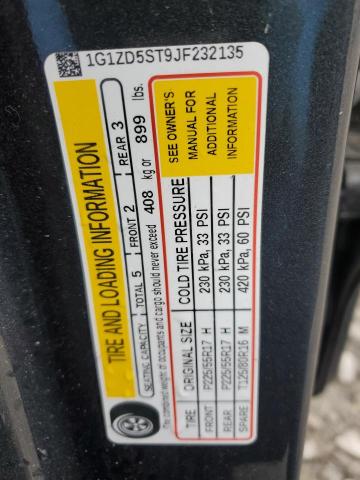 1G1ZD5ST9JF232135
TIRE AND LOADING INFORMATION
SEATING CAPACITY TOTAL 5 FRONT 2 REAR 3
The combined weight of occupants and cargo should never exceed 408 kg or 899 lbs.
TIRE ORIGINAL SIZE COLD TIRE PRESSURE
FRONT P225/55R17 H 230 kPa, 33 PSI
REAR P225/55R17 H 230 kPa, 33 PSI
SPARE T125/80R16 M 420 kPa, 60 PSI
SEE OWNER'S
MANUAL FOR
ADDITIONAL
INFORMATION